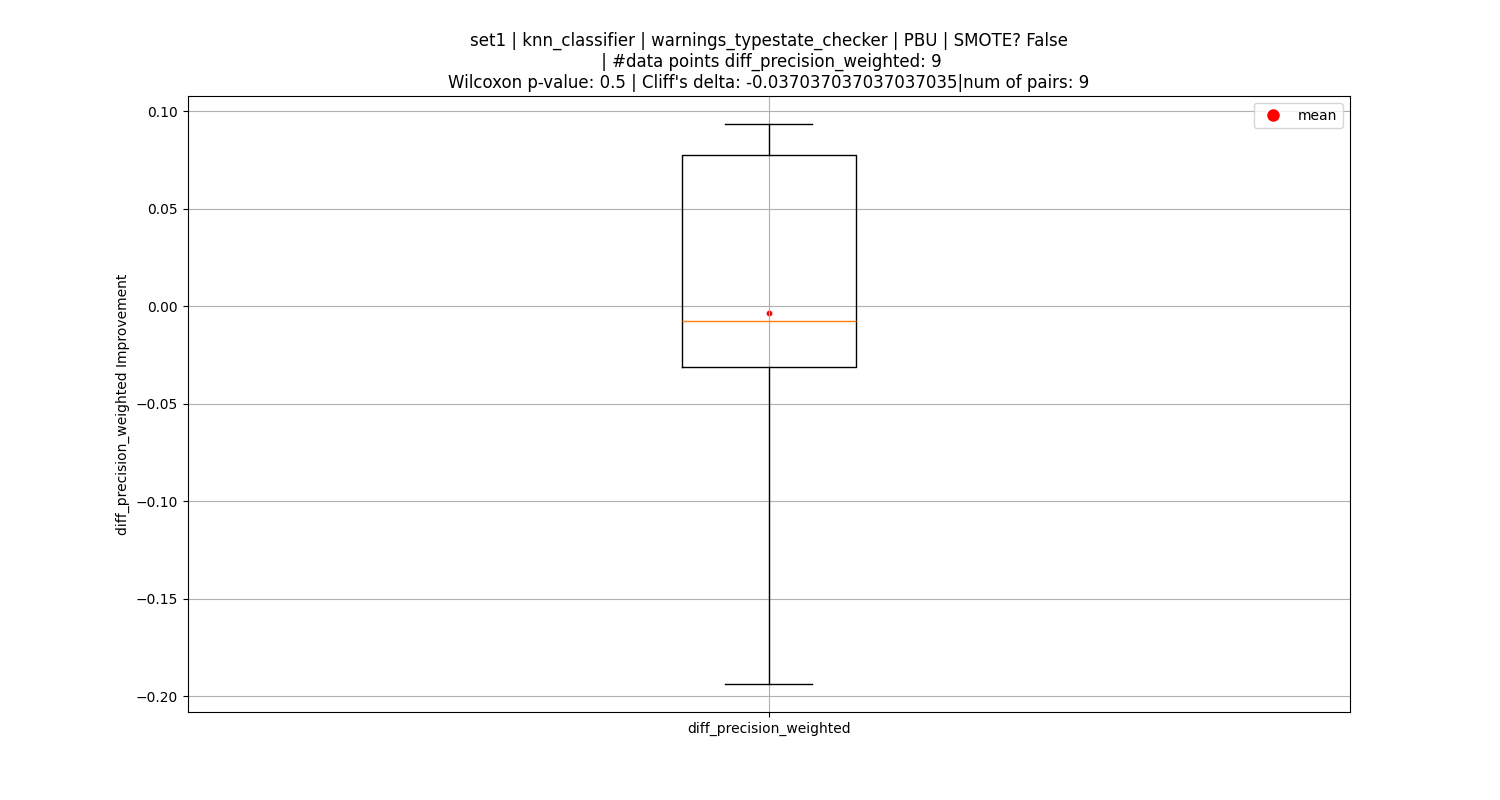 set1 | knn_classifier | warnings_typestate_checker | PBU | SMOTE? False
| #data points diff_precision_weighted: 9
Wilcoxon p-value: 0.5 | Cliff's delta: -0.037037037037037035|num of pairs: 9
mean
0.10
0.05
0.00
−0.05
−0.10
−0.15
−0.20
diff_precision_weighted Improvement
diff_precision_weighted